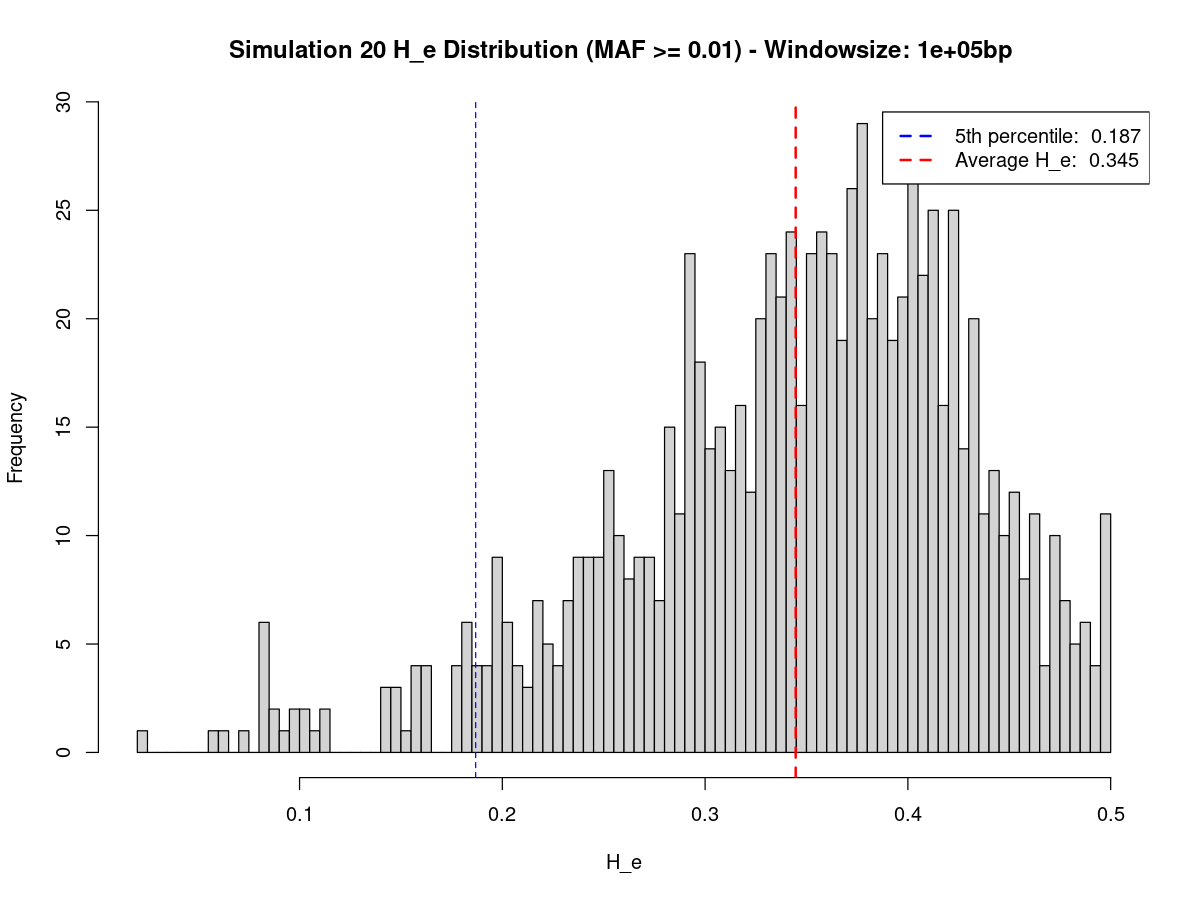 Simulation 20 H_e Distribution (MAF >= 0.01) - Windowsize: 1e+05bp
5th percentile:  0.187
Average H_e:  0.345
Frequency
30
25
20
15
10
5
0
0.1 0.2 0.3 0.4 0.5
H_e